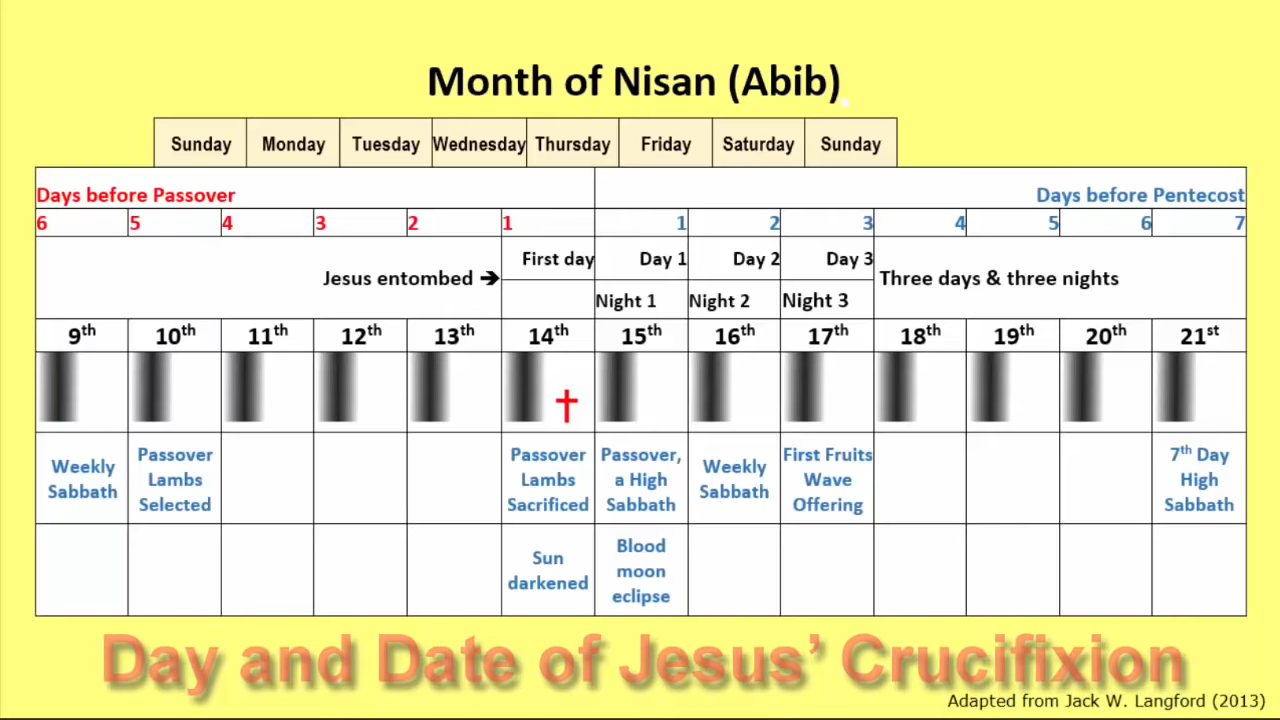 Month of Nisan (Abib)
Sunday Monday Tuesday Wednesday Thursday Friday Saturday Sunday
Days before Passover Days before Pentecost
6 5 4 3 2 1 1 2 3 4 5 6 7
First day Day 1 Day 2 Day 3
Jesus entombed ➔ Three days & three nights
Night 1 Night 2 Night 3
9th 10th 11th 12th 13th 14th 15th 16th 17th 18th 19th 20th 21st
Weekly
Sabbath
Passover
Lambs
Selected
Passover
Lambs
Sacrificed
Passover,
a High
Sabbath
Weekly
Sabbath
First Fruits
Wave
Offering
7th Day
High
Sabbath
Sun
darkened
Blood
moon
eclipse
Day and Date of Jesus’ Crucifixion
Adapted from Jack W. Langford (2013)